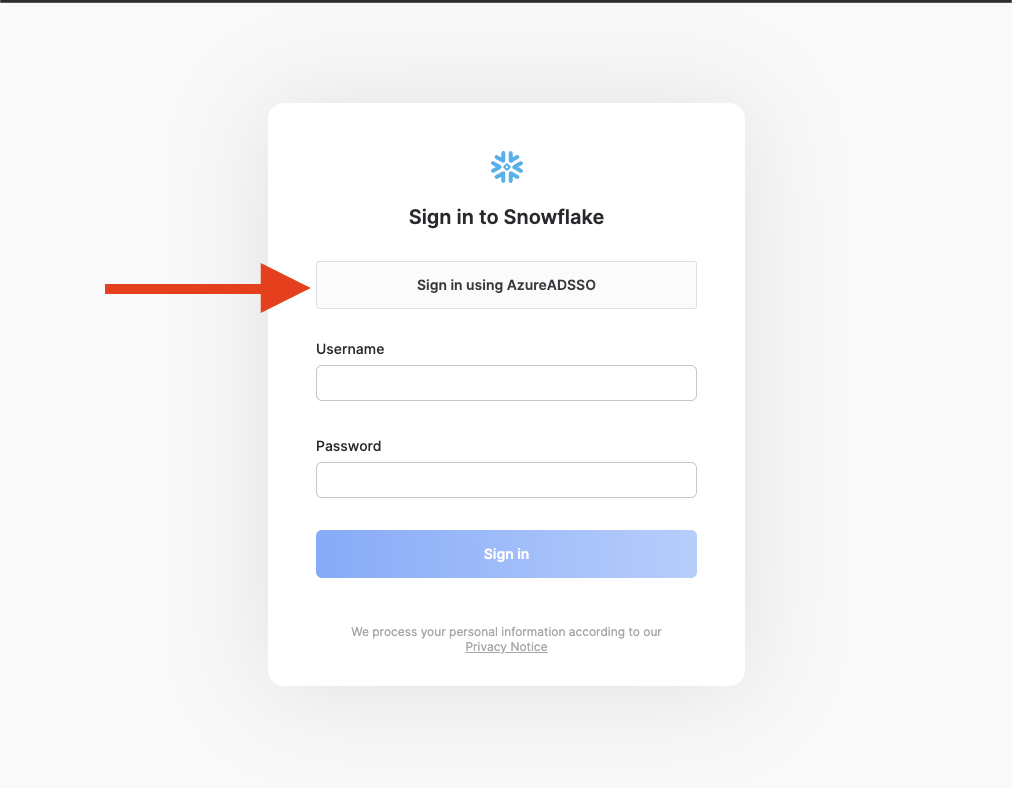 Sign in to Snowflake
Sign in using AzureADSSO
Username
Password
Sign in
We process your personal information according to our
Privacy Notice